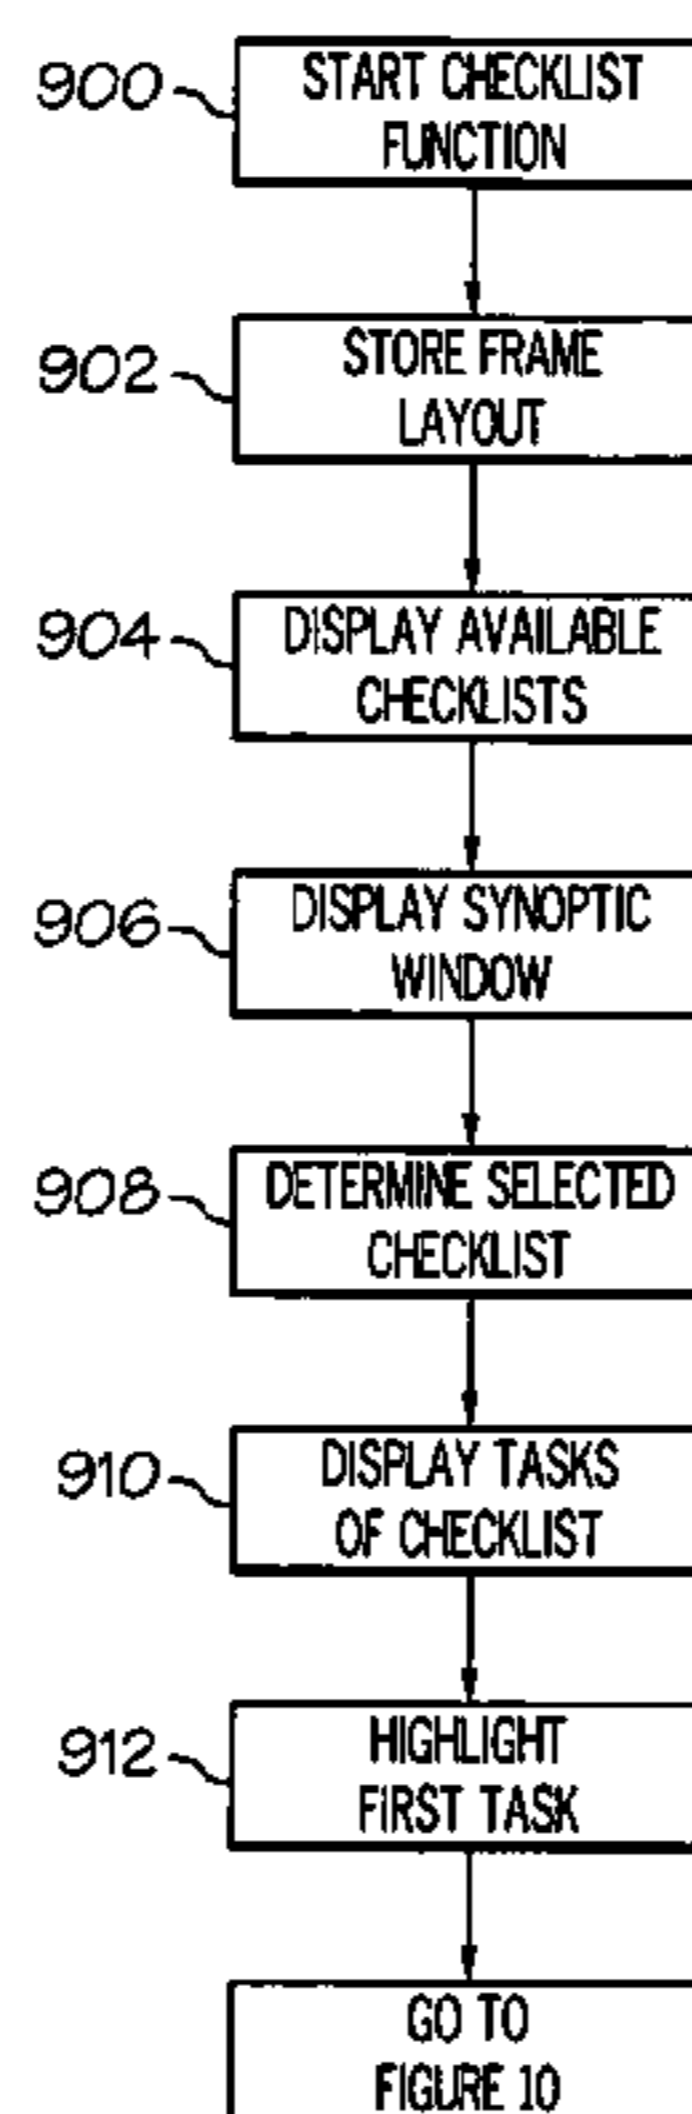 900
START CHECKLIST
FUNCTION
902
STORE FRAME
LAYOUT
904
DISPLAY AVAILABLE
CHECKLISTS
906
DISPLAY SYNOPTIC
WINDOW
908
DETERMINE SELECTED
CHECKLIST
910
DISPLAY TASKS
OF CHECKLIST
912
HIGHLIGHT
FIRST TASK
GO TO
FIGURE 10